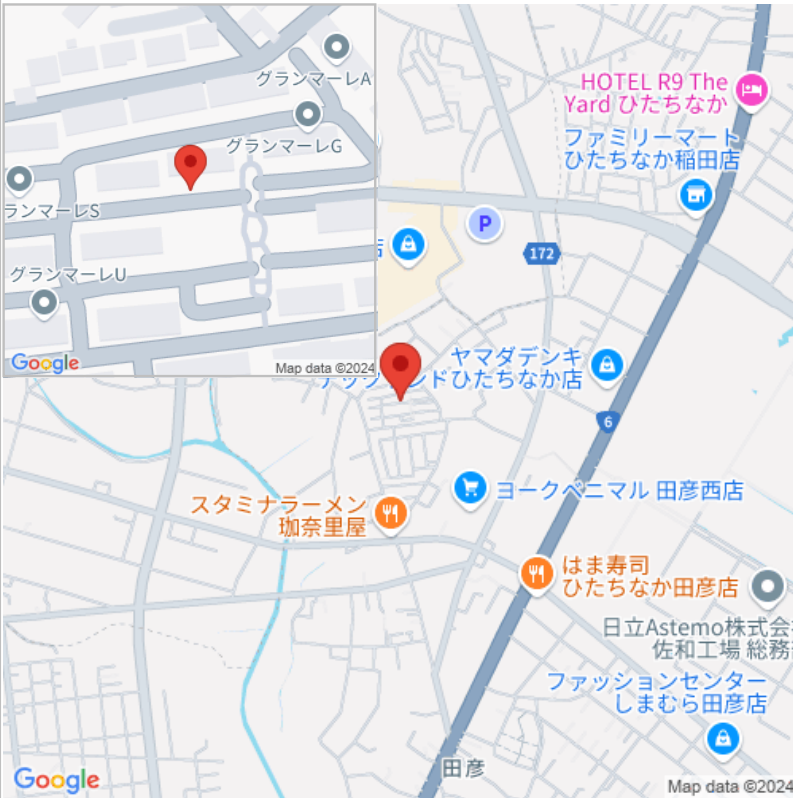 グランマーレA
グランマーレG
ランマーレS
グランマーレU
Google
Map data ©2024
HOTEL R9 The
Yard ひたちなか
ファミリーマート
ひたちなか稲田店
P
店
172
ヤマダデンキ
ンドひたちなか店
6
ヨークベニマル 田彦西店
スタミナラーメン
珈奈里屋
はま寿司
ひたちなか田彦店
日立Astemo株式会
佐和工場 総務
ファッションセンター
しまむら田彦店
田彦
Google
Map data ©2024